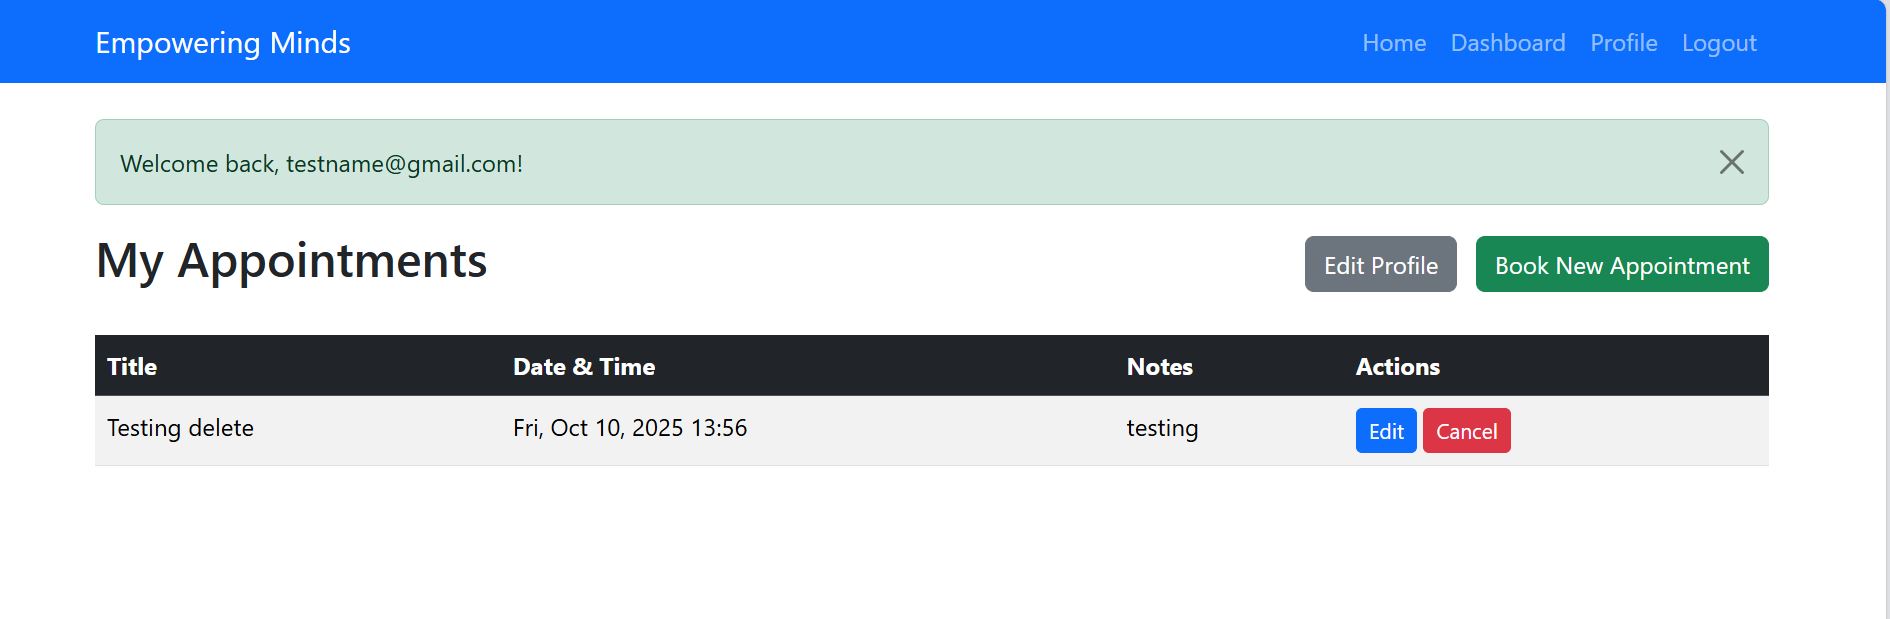 Empowering Minds Home Dashboard Profile Logout
Welcome back, testname@gmail.com!
My Appointments Edit Profile Book New Appointment
Title Date & Time Notes Actions
Testing delete Fri, Oct 10, 2025 13:56 testing Edit Cancel